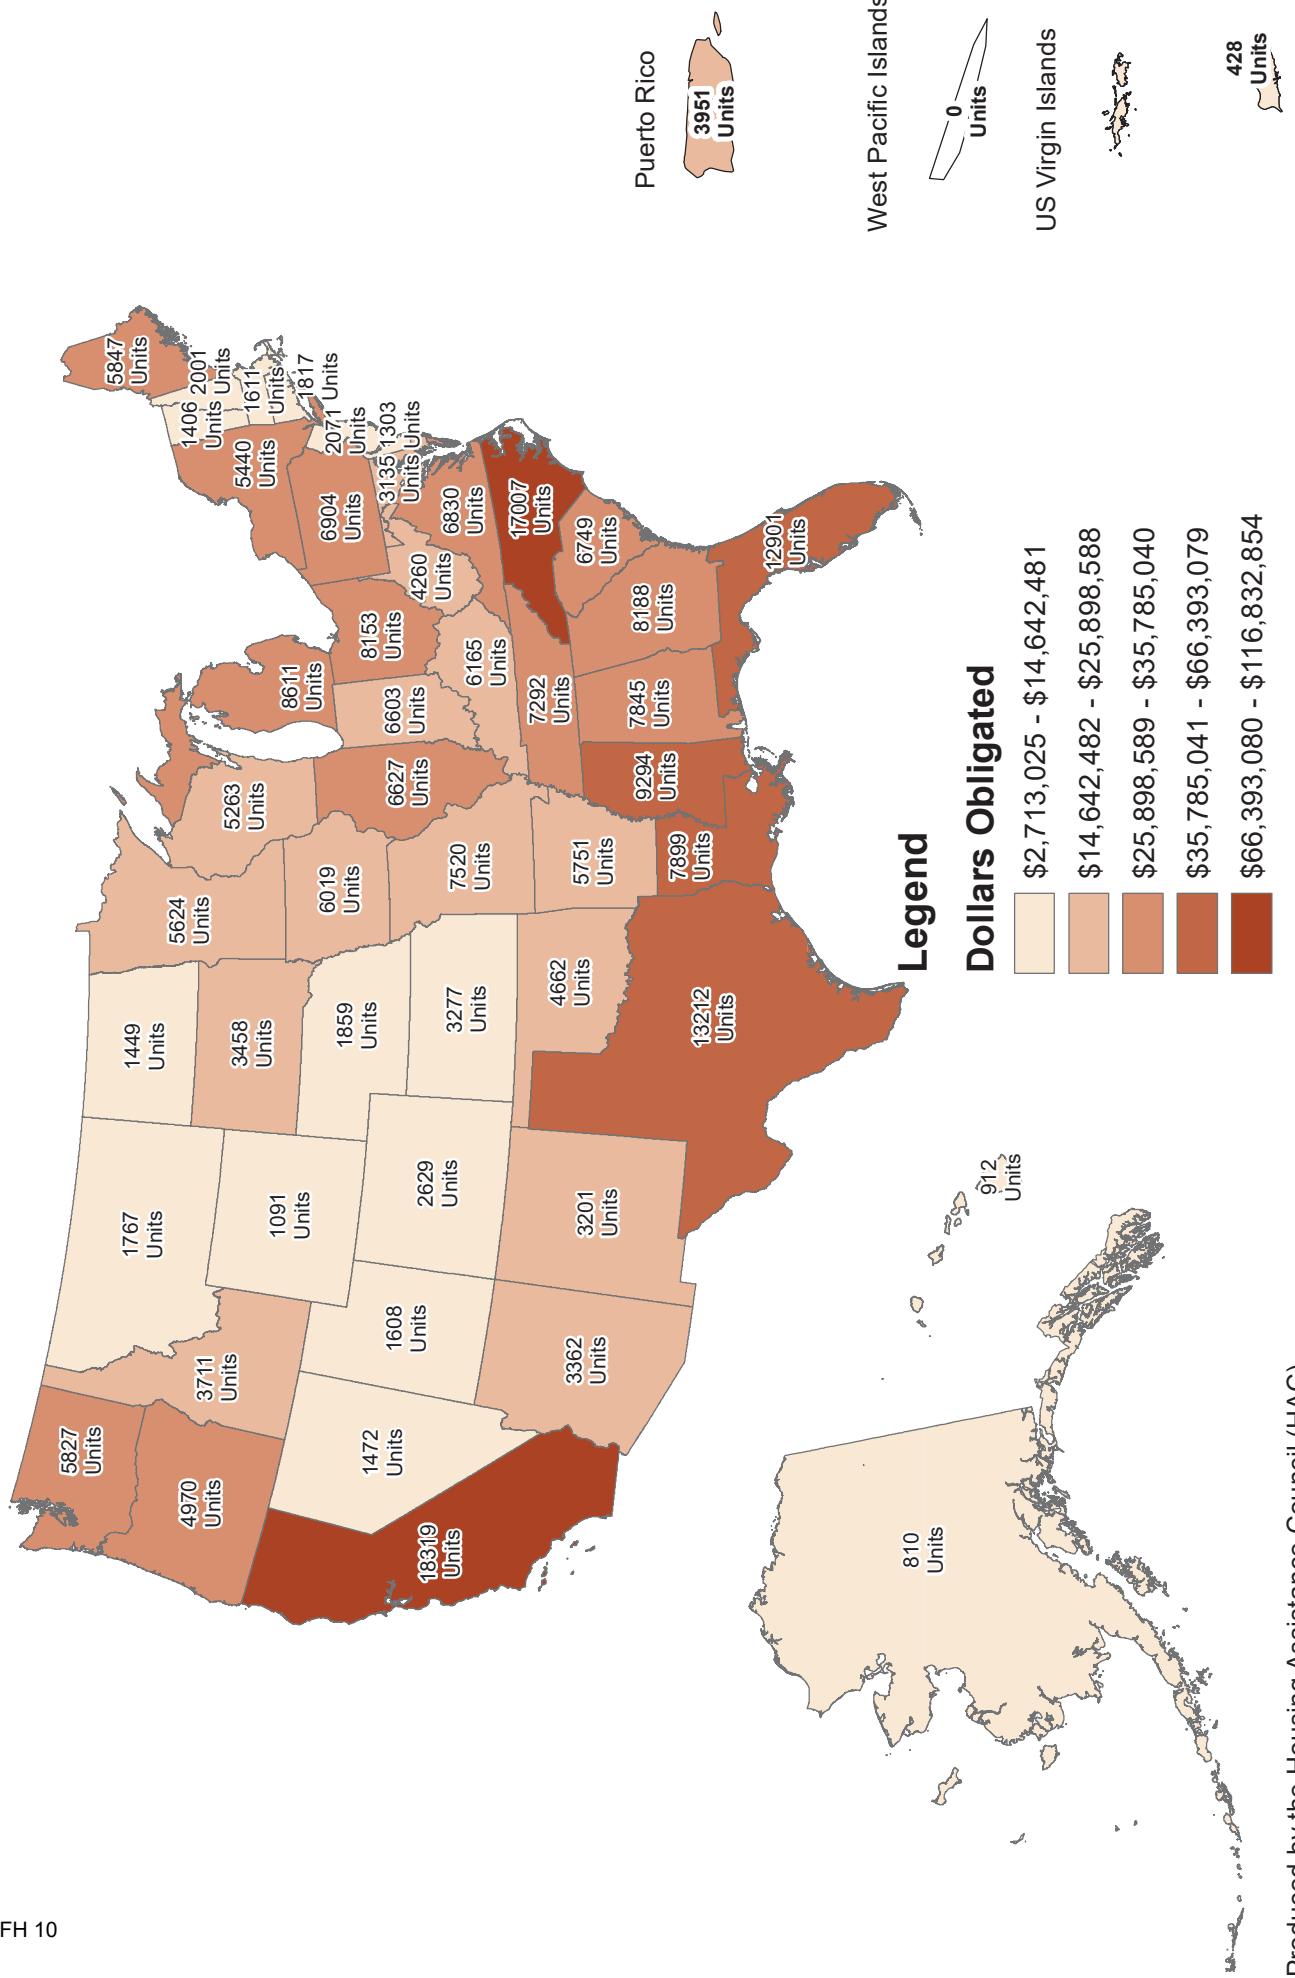 FH 10
5827
Units
4970
Units
3711
Units
1767
Units
1449
Units
5624
Units
5263
Units
8611
Units
5847
Units
1406
Units
2001
Units
1611
Units
1817
Units
5440
Units
2071
Units
1303
Units
3135
Units
6904
Units
3458
Units
1091
Units
1472
Units
1608
Units
2629
Units
1859
Units
6019
Units
6627
Units
6603
Units
8153
Units
4260
Units
6830
Units
18319
Units
3277
Units
7520
Units
6165
Units
17007
Units
3362
Units
3201
Units
4662
Units
5751
Units
7292
Units
6749
Units
13212
Units
7899
Units
9294
Units
7845
Units
8188
Units
12901
Units
810
Units
912
Units
Puerto Rico
3951
Units
West Pacific Islands
0
Units
US Virgin Islands
428
Units
Legend
Dollars Obligated
$2,713,025 - $14,642,481
$14,642,482 - $25,898,588
$25,898,589 - $35,785,040
$35,785,041 - $66,393,079
$66,393,080 - $116,832,854
Produced by the Housing Assistance Council (HAC)